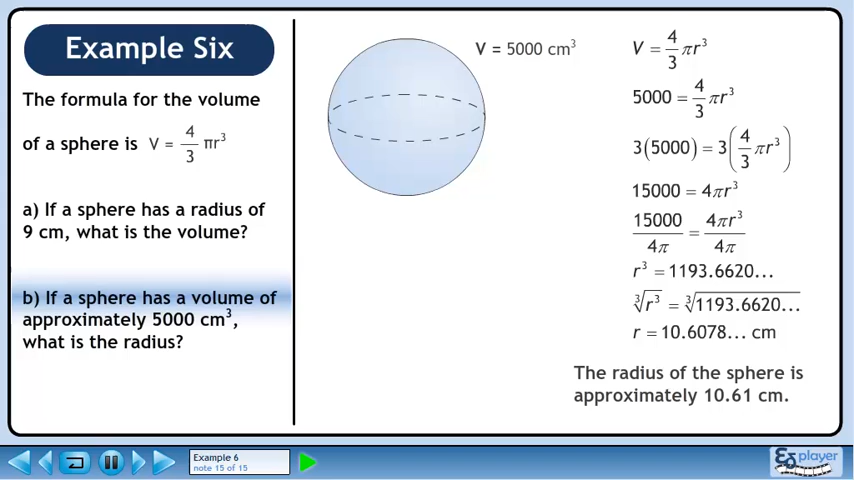 Example Six
The formula for the volume
of a sphere is V = 4/3 πr³
a) If a sphere has a radius of
9 cm, what is the volume?
b) If a sphere has a volume of
approximately 5000 cm³,
what is the radius?
V = 5000 cm³
V = 4/3 πr³
5000 = 4/3 πr³
3(5000) = 3(4/3 πr³)
15000 = 4πr³
15000/4π = 4πr³/4π
r³ = 1193.6620...
∛r³ = ∛1193.6620...
r = 10.6078... cm
The radius of the sphere is
approximately 10.61 cm.
Example 6
note 15 of 15
player